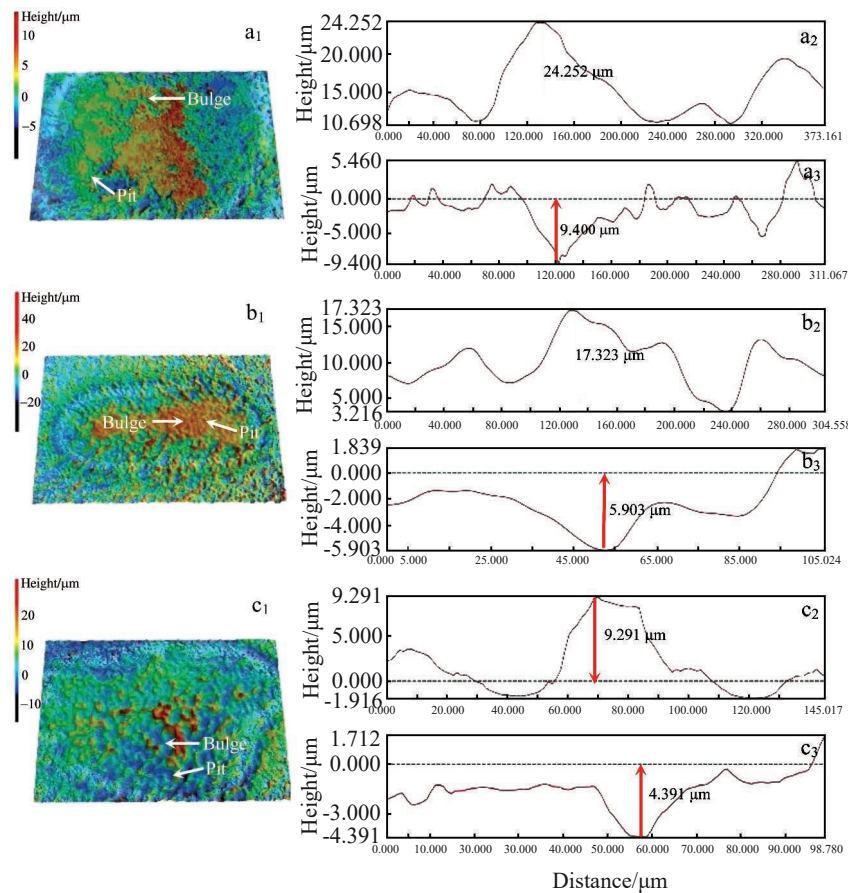 Height/μm
10
5
0
−5
a1
Bulge
Pit
Height/μm
24.252
20.000
15.000
10.698
a2
24.252 μm
0.000 40.000 80.000 120.000 160.000 200.000 240.000 280.000 320.000 373.161
Height/μm
5.460
0.000
-5.000
-9.400
a3
9.400 μm
0.000 40.000 80.000 120.000 160.000 200.000 240.000 280.000 311.067
Height/μm
40
20
0
−20
b1
Bulge
Pit
Height/μm
17.323
15.000
10.000
5.000
3.216
b2
17.323 μm
0.000 40.000 80.000 120.000 160.000 200.000 240.000 260.000 304.558
Height/μm
1.839
0.000
-2.000
-4.000
-5.903
b3
5.903 μm
0.000 5.000 25.000 45.000 65.000 85.000 105.024
Height/μm
20
10
0
−10
c1
Bulge
Pit
Height/μm
9.291
5.000
0.000
-1.916
c2
9.291 μm
0.000 20.000 40.000 60.000 80.000 100.000 120.000 145.017
Height/μm
1.712
0.000
-3.000
-4.391
c3
4.391 μm
0.000 10.000 20.000 30.000 40.000 50.000 60.000 70.000 80.000 90.000 98.780
Distance/μm